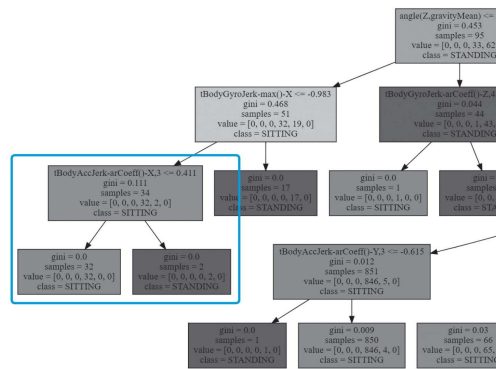 angle(Z,gravityMean) <=
gini = 0.453
samples = 95
value = [0, 0, 0, 33, 62
class = STANDING
tBodyGyroJerk-max()-X <= -0.983
gini = 0.468
samples = 51
value = [0, 0, 0, 32, 19, 0]
class = SITTING
tBodyGyroJerk-arCoeff()-Z,4
gini = 0.044
samples = 44
value = [0, 0, 0, 1, 43,
class = STANDING
tBodyAccJerk-arCoeff()-X,3 <= 0.411
gini = 0.111
samples = 34
value = [0, 0, 0, 32, 2, 0]
class = SITTING
gini = 0.0
samples = 17
value = [0, 0, 0, 0, 17, 0]
class = STANDING
gini = 0.0
samples = 1
value = [0, 0, 0, 1, 0, 0]
class = SITTING
gini =
samples
value = [0, 0,
class = STA
gini = 0.0
samples = 32
value = [0, 0, 0, 32, 0, 0]
class = SITTING
gini = 0.0
samples = 2
value = [0, 0, 0, 0, 2, 0]
class = STANDING
tBodyAccJerk-arCoeff()-Y,3 <= -0.615
gini = 0.012
samples = 851
value = [0, 0, 0, 846, 5, 0]
class = SITTING
gini = 0.0
samples = 1
value = [0, 0, 0, 0, 1, 0]
class = STANDING
gini = 0.009
samples = 850
value = [0, 0, 0, 846, 4, 0]
class = SITTING
gini = 0.03
samples = 66
value = [0, 0, 0, 65,
class = SITTING